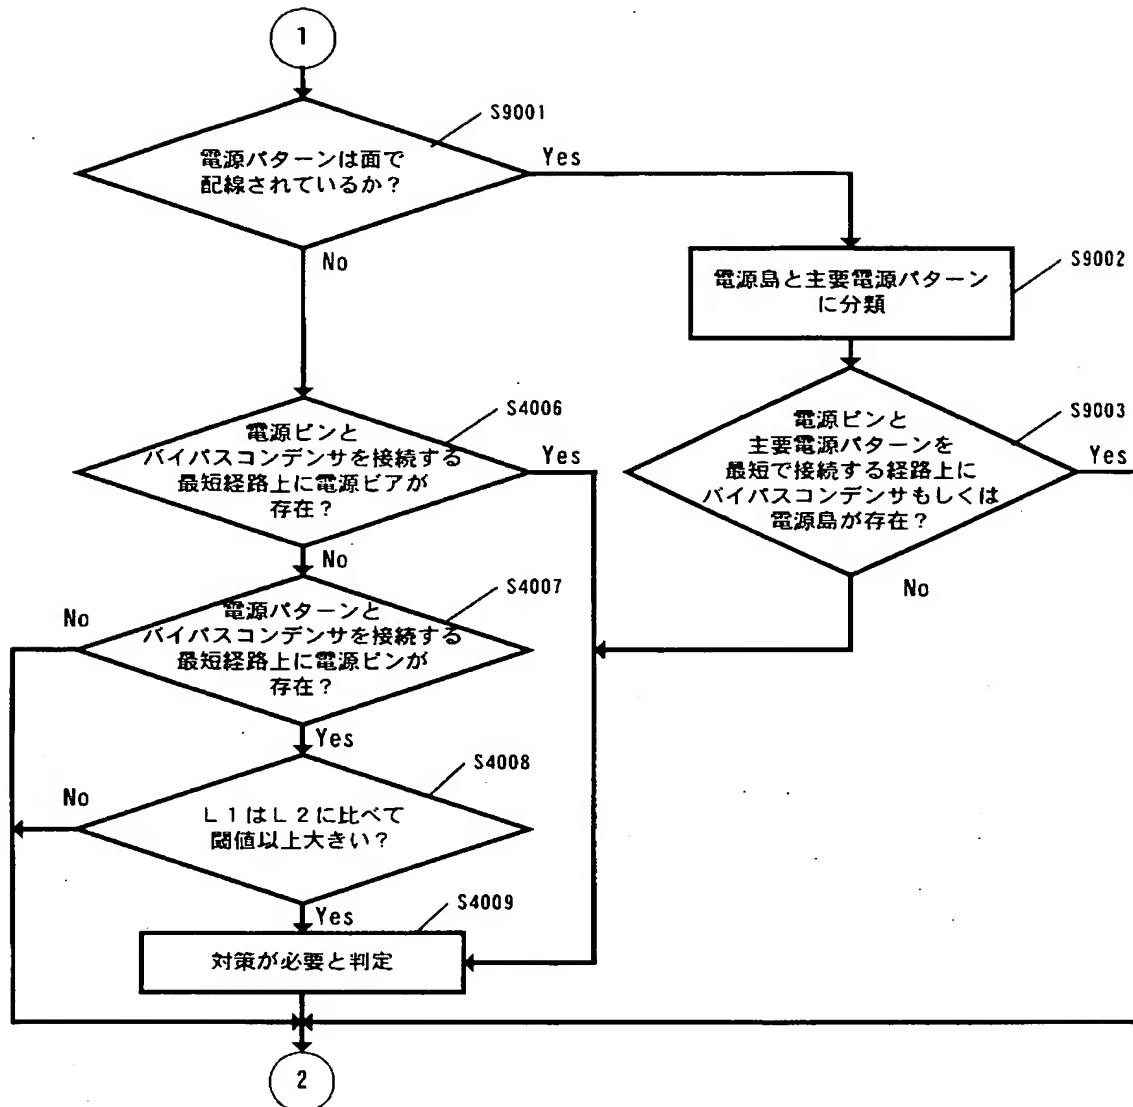 1
S9001
電源パターンは面で
配線されているか？
Yes
No
S9002
電源島と主要電源パターン
に分類
S4006
電源ピンと
バイパスコンデンサを接続する
最短経路上に電源ビアが
存在？
Yes
No
S9003
電源ピンと
主要電源パターンを
最短で接続する経路上に
バイパスコンデンサもしくは
電源島が存在？
Yes
No
S4007
電源パターンと
バイパスコンデンサを接続する
最短経路上に電源ピンが
存在？
No
Yes
S4008
L1はL2に比べて
閾値以上大きい？
No
Yes
S4009
対策が必要と判定
2